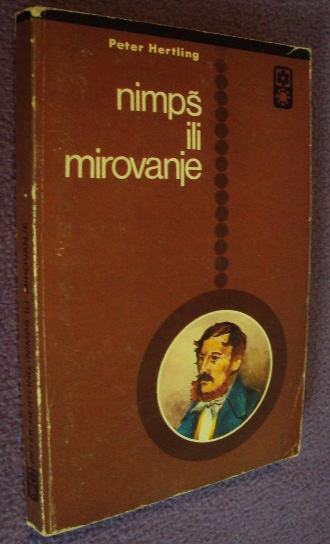 Peter Hertling
nimpš
ili
mirovanje